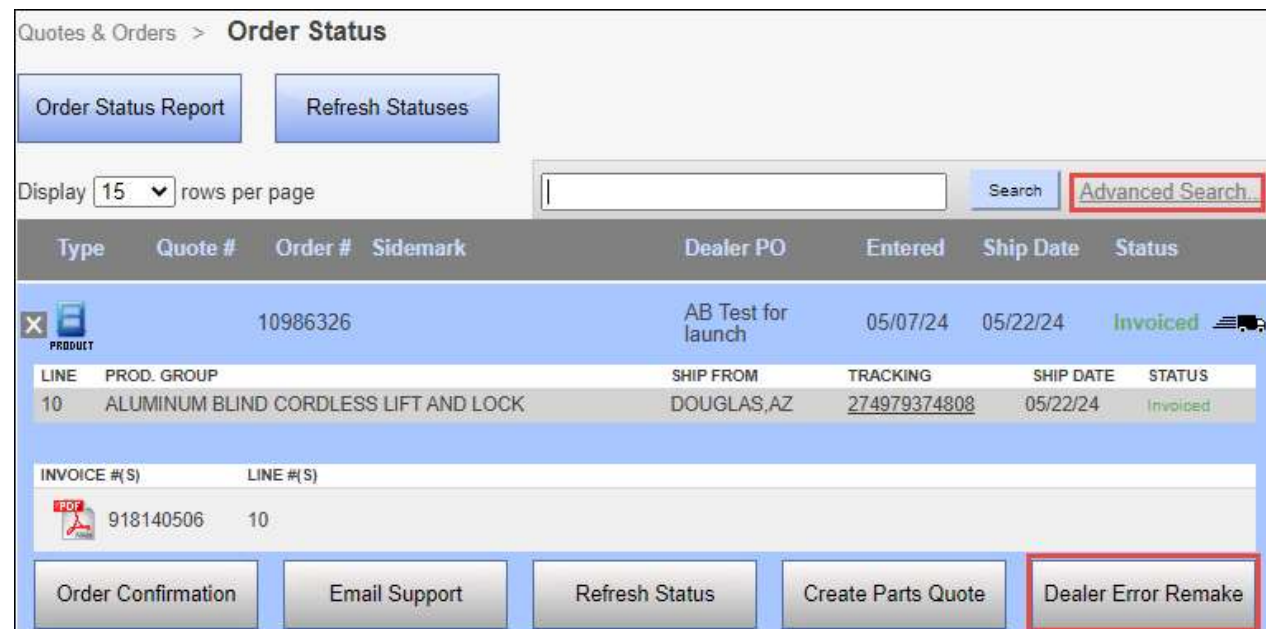 Quotes & Orders > Order Status
Order Status Report Refresh Statuses
Display 15 rows per page Search Advanced Search...
Type Quote # Order # Sidemark Dealer PO Entered Ship Date Status
PRODUCT 10986326 AB Test for launch 05/07/24 05/22/24 Invoiced
LINE PROD. GROUP SHIP FROM TRACKING SHIP DATE STATUS
10 ALUMINUM BLIND CORDLESS LIFT AND LOCK DOUGLAS,AZ 274979374808 05/22/24 Invoiced
INVOICE #(S) LINE #(S)
PDF 918140506 10
Order Confirmation Email Support Refresh Status Create Parts Quote Dealer Error Remake